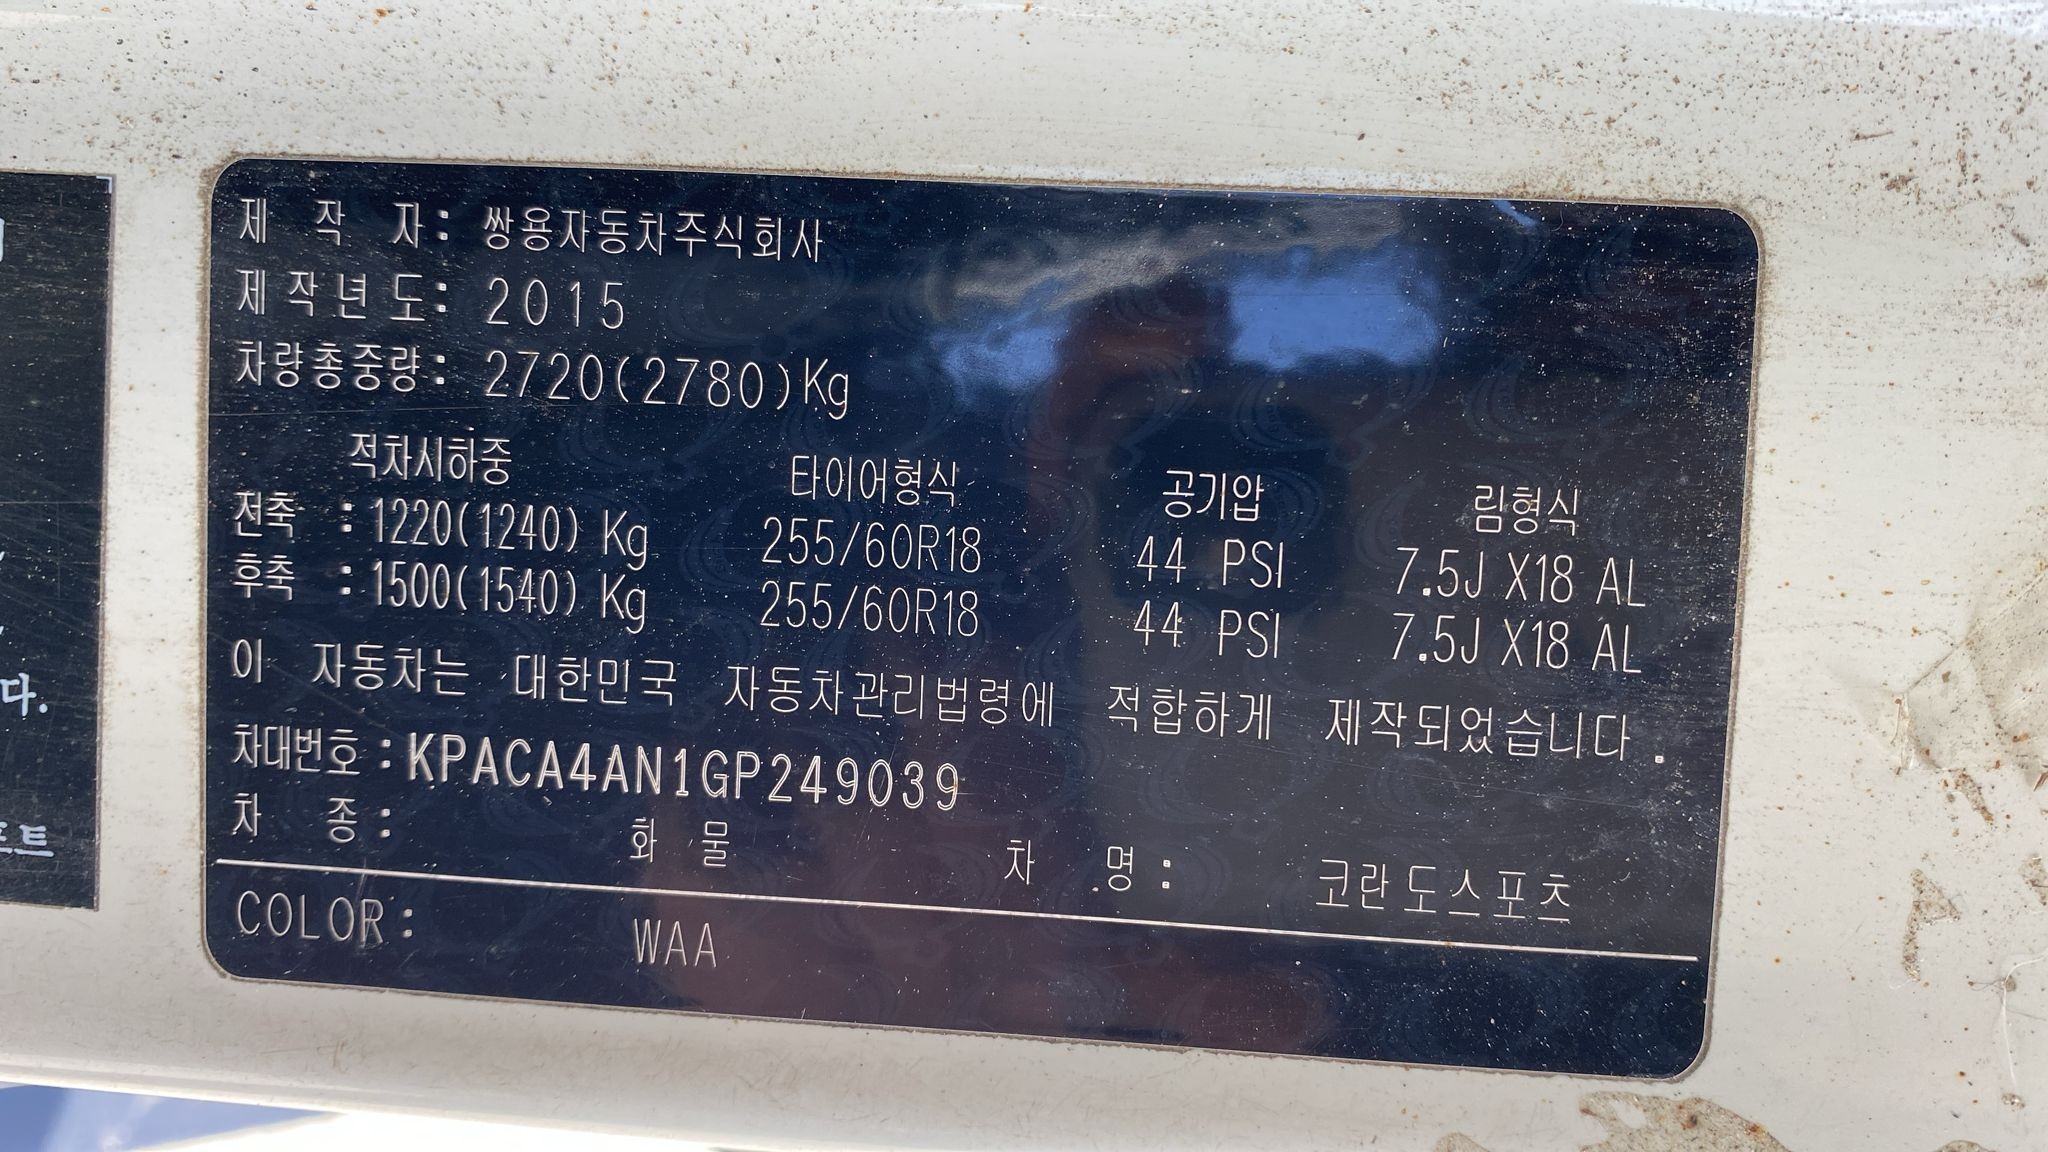 다.
포트
제 작 자: 쌍용자동차주식회사
제작년도: 2015
차량총중량: 2720(2780)Kg
적차시하중 타이어형식 공기압 림형식
전축 : 1220(1240) Kg 255/60R18 44 PSI 7.5J X18 AL
후축 : 1500(1540) Kg 255/60R18 44 PSI 7.5J X18 AL
이 자동차는 대한민국 자동차관리법령에 적합하게 제작되었습니다.
차대번호:KPACA4AN1GP249039
차 종: 화 물 차 명: 코란도스포츠
COLOR: WAA